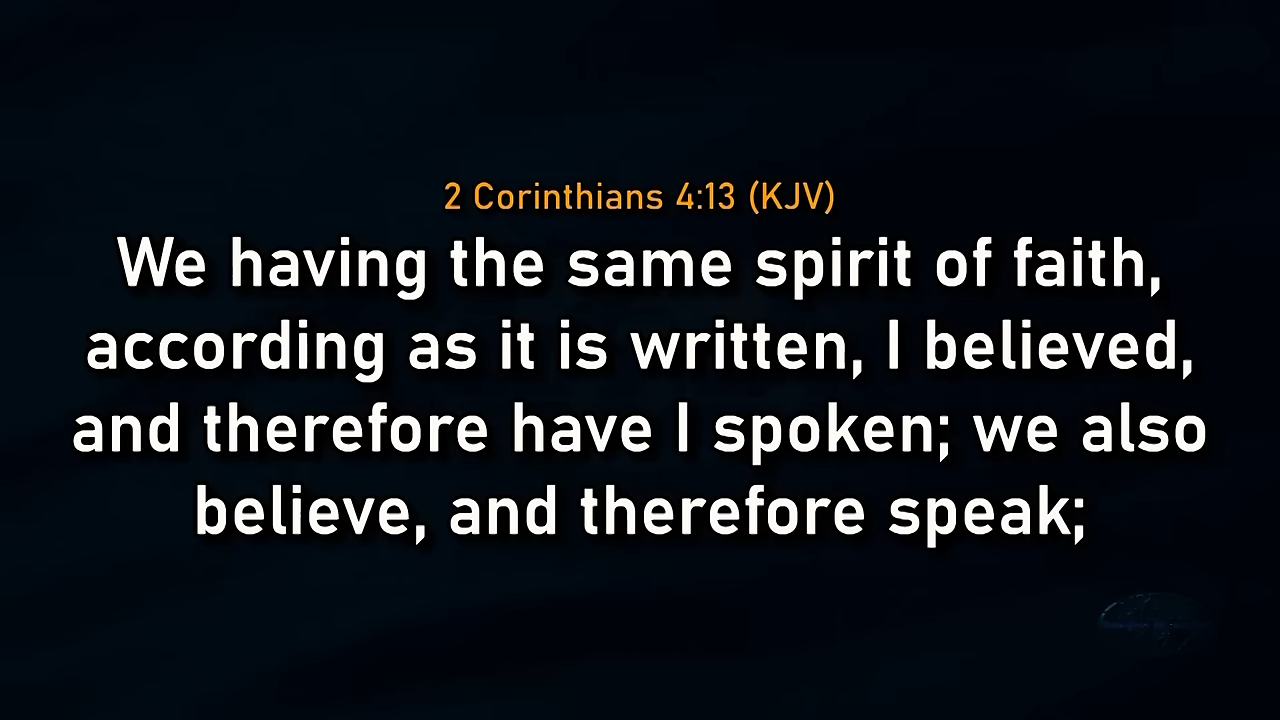 2 Corinthians 4:13 (KJV)
We having the same spirit of faith,
according as it is written, I believed,
and therefore have I spoken; we also
believe, and therefore speak;